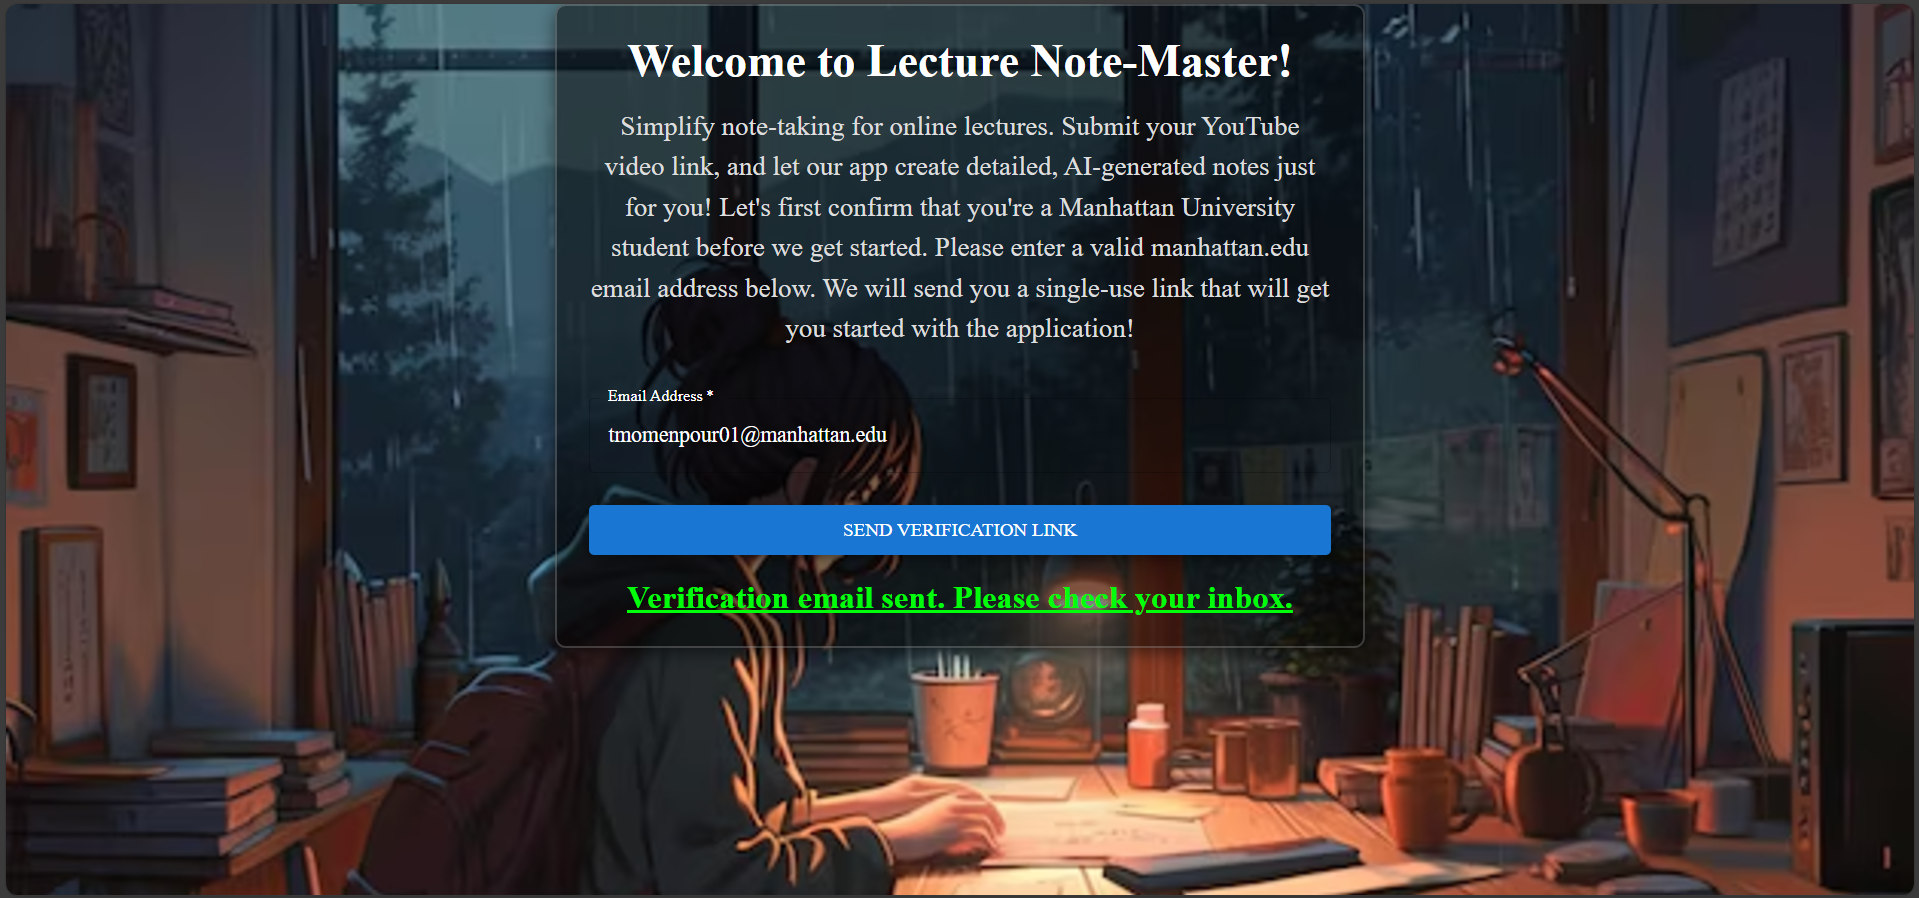 Welcome to Lecture Note-Master!
Simplify note-taking for online lectures. Submit your YouTube
video link, and let our app create detailed, AI-generated notes just
for you! Let's first confirm that you're a Manhattan University
student before we get started. Please enter a valid manhattan.edu
email address below. We will send you a single-use link that will get
you started with the application!
Email Address *
tmomenpour01@manhattan.edu
SEND VERIFICATION LINK
Verification email sent. Please check your inbox.